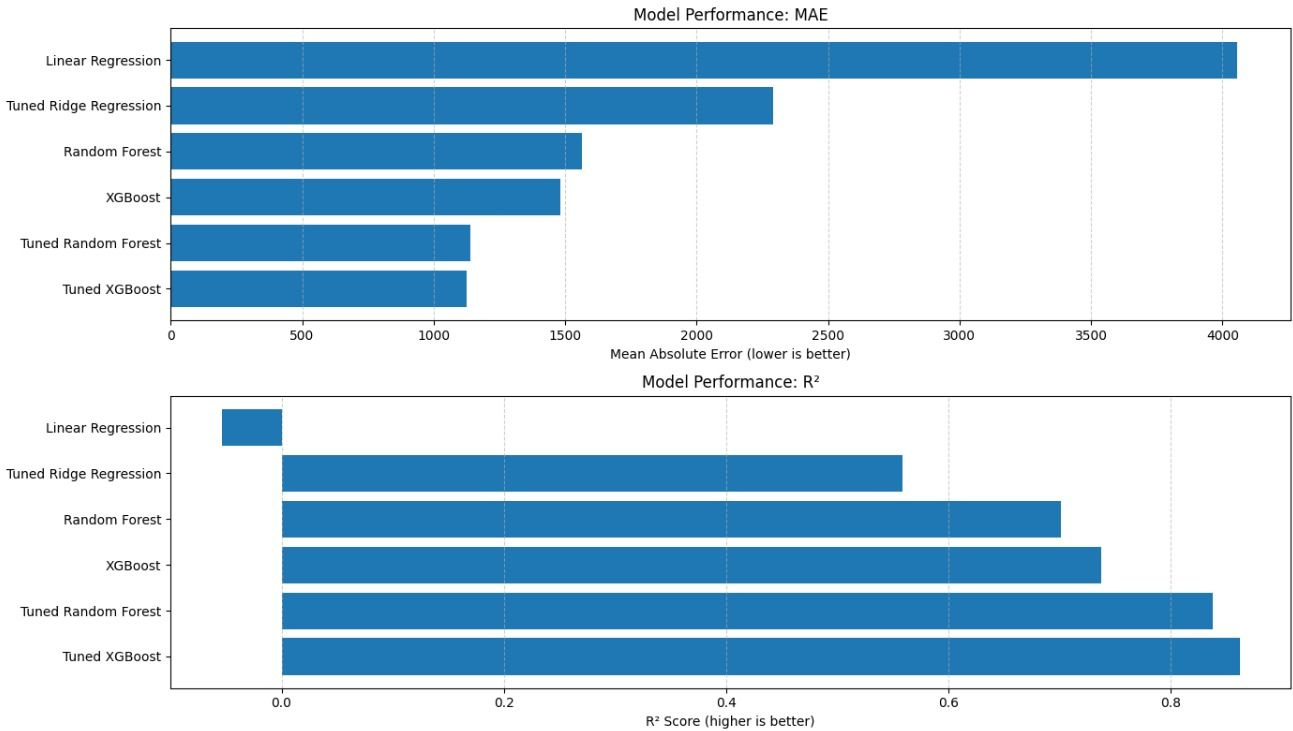 Model Performance: MAE
Linear Regression
Tuned Ridge Regression
Random Forest
XGBoost
Tuned Random Forest
Tuned XGBoost
0 500 1000 1500 2000 2500 3000 3500 4000
Mean Absolute Error (lower is better)
Model Performance: R²
Linear Regression
Tuned Ridge Regression
Random Forest
XGBoost
Tuned Random Forest
Tuned XGBoost
0.0 0.2 0.4 0.6 0.8
R² Score (higher is better)